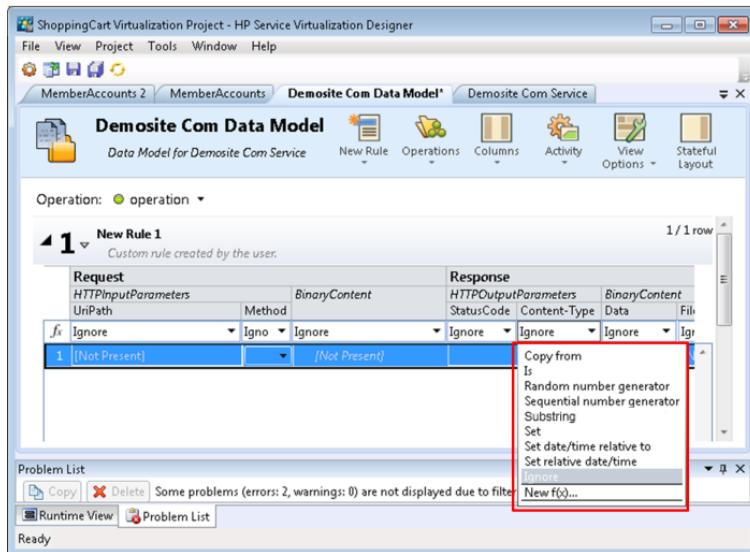 ShoppingCart Virtualization Project - HP Service Virtualization Designer
File View Project Tools Window Help
MemberAccounts 2 MemberAccounts Demosite Com Data Model* Demosite Com Service
Demosite Com Data Model
Data Model for Demosite Com Service
New Rule Operations Columns Activity View Options Stateful Layout
Operation: operation
1 New Rule 1 1 / 1 row
Custom rule created by the user.
Request Response
HTTPInputParameters BinaryContent HTTPOutputParameters BinaryContent
UriPath Method StatusCode Content-Type Data File
fx Ignore Igno Ignore Ignore Ignore Ignore Igr
1 [Not Present] [Not Present]
Copy from
Is
Random number generator
Sequential number generator
Substring
Set
Set date/time relative to
Set relative date/time
Ignore
New f(x)...
Problem List
Copy Delete Some problems (errors: 2, warnings: 0) are not displayed due to filter
Runtime View Problem List
Ready